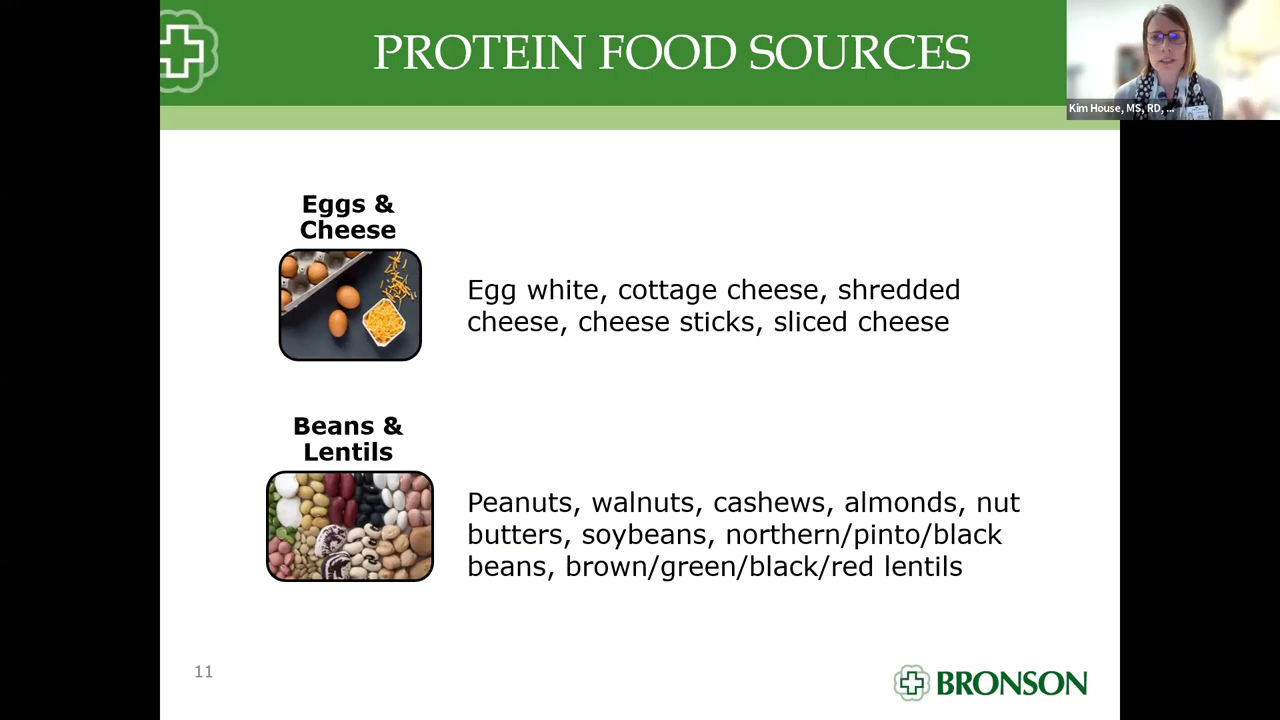 PROTEIN FOOD SOURCES
Kim House, MS, RD, ...
Eggs &
Cheese
Egg white, cottage cheese, shredded
cheese, cheese sticks, sliced cheese
Beans &
Lentils
Peanuts, walnuts, cashews, almonds, nut
butters, soybeans, northern/pinto/black
beans, brown/green/black/red lentils
11
BRONSON